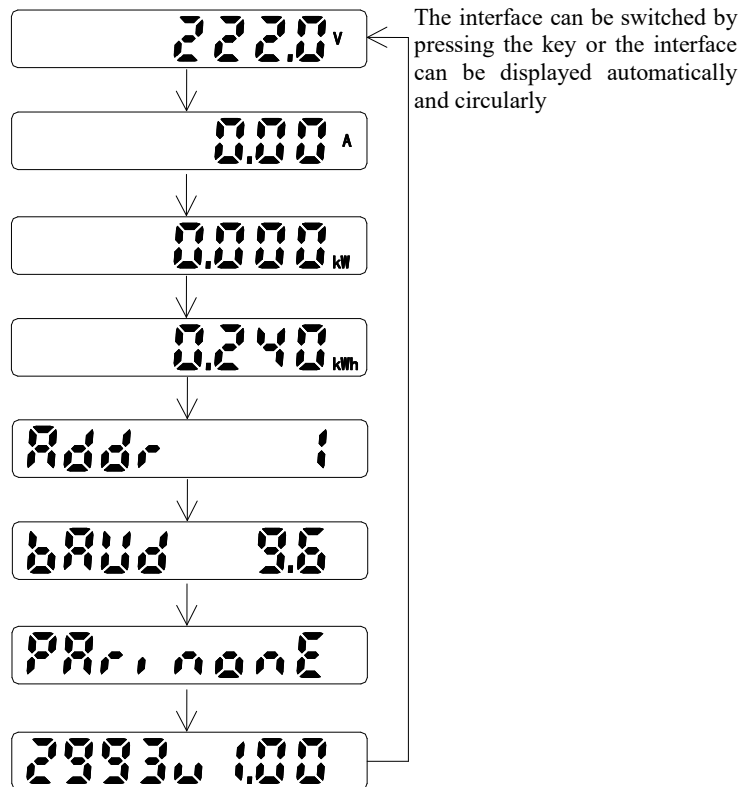 222.0 V
The interface can be switched by
pressing the key or the interface
can be displayed automatically
and circularly
0.00 A
0.000 kW
0.240 kWh
Addr 1
bAUd 9.6
PAri nonE
2993u 1.00